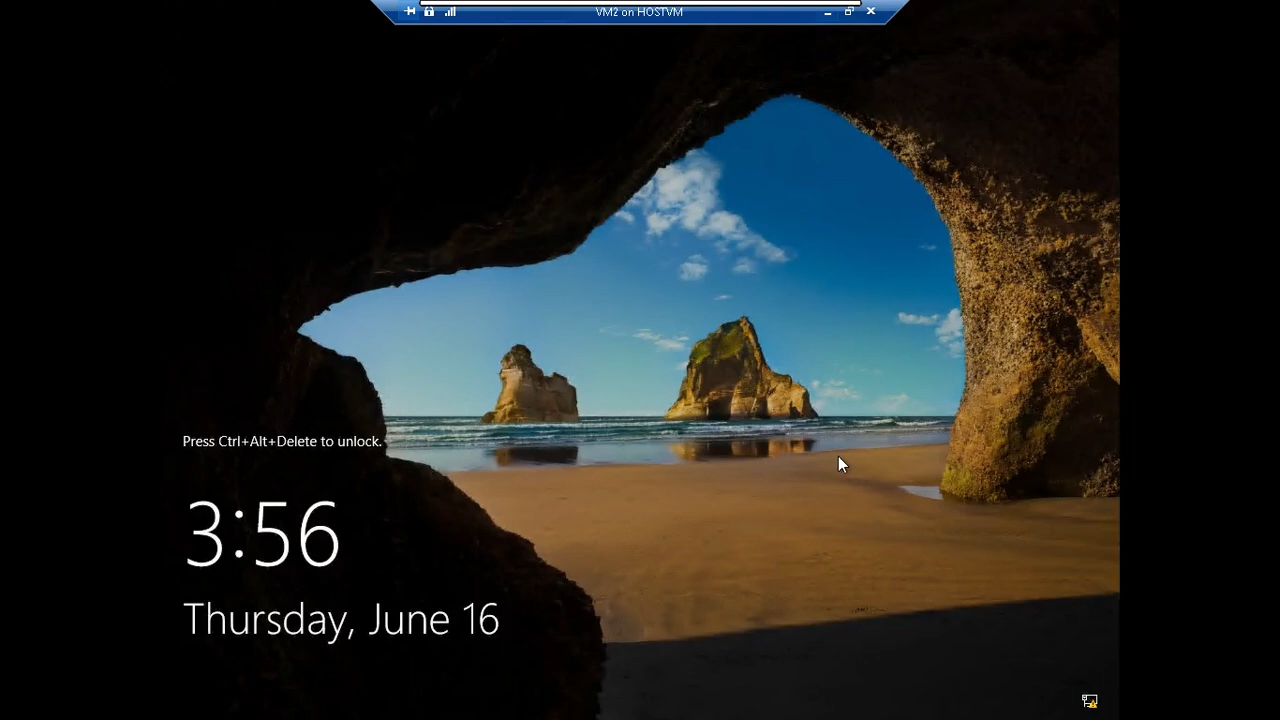 VM2 on HOSTVM
Press Ctrl+Alt+Delete to unlock.
3:56
Thursday, June 16